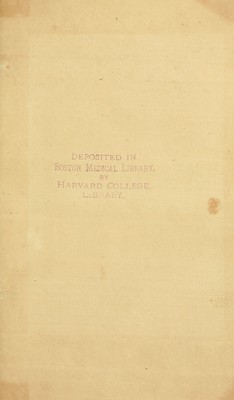 DEPOSITED IN
BOSTON MEDICAL LIBRARY,
BY
HARVARD COLLEGE
LIBRARY.